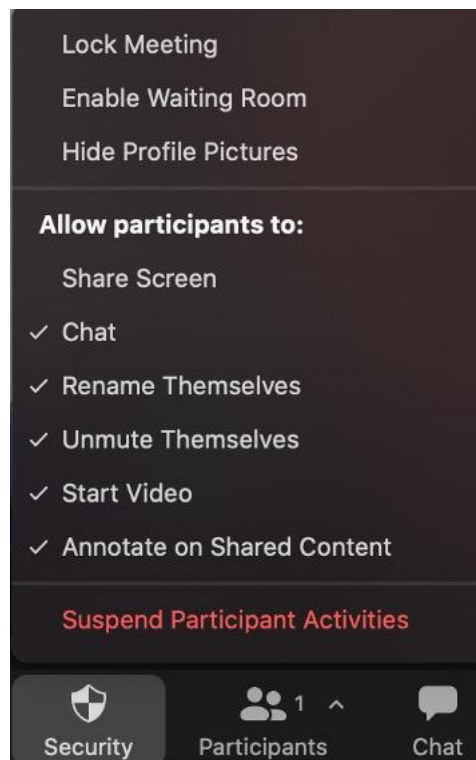 Lock Meeting
Enable Waiting Room
Hide Profile Pictures
Allow participants to:
Share Screen
✓ Chat
✓ Rename Themselves
✓ Unmute Themselves
✓ Start Video
✓ Annotate on Shared Content
Suspend Participant Activities
1
Security Participants Chat